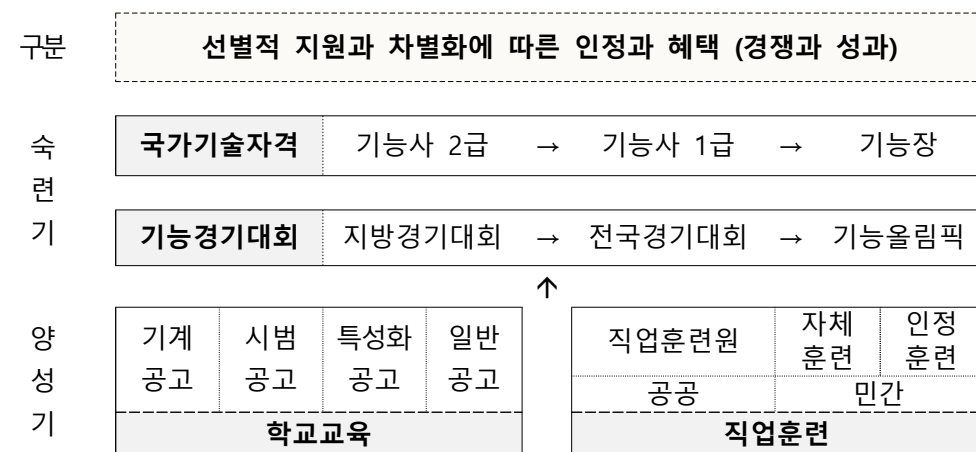 구분
선별적 지원과 차별화에 따른 인정과 혜택 (경쟁과 성과)
숙
련
기
국가기술자격 기능사 2급 → 기능사 1급 → 기능장
기능경기대회 지방경기대회 → 전국경기대회 → 기능올림픽
↑
양
성
기
기계 시범 특성화 일반
공고 공고 공고 공고
학교교육
직업훈련원
자체 인정
훈련 훈련
공공 민간
직업훈련